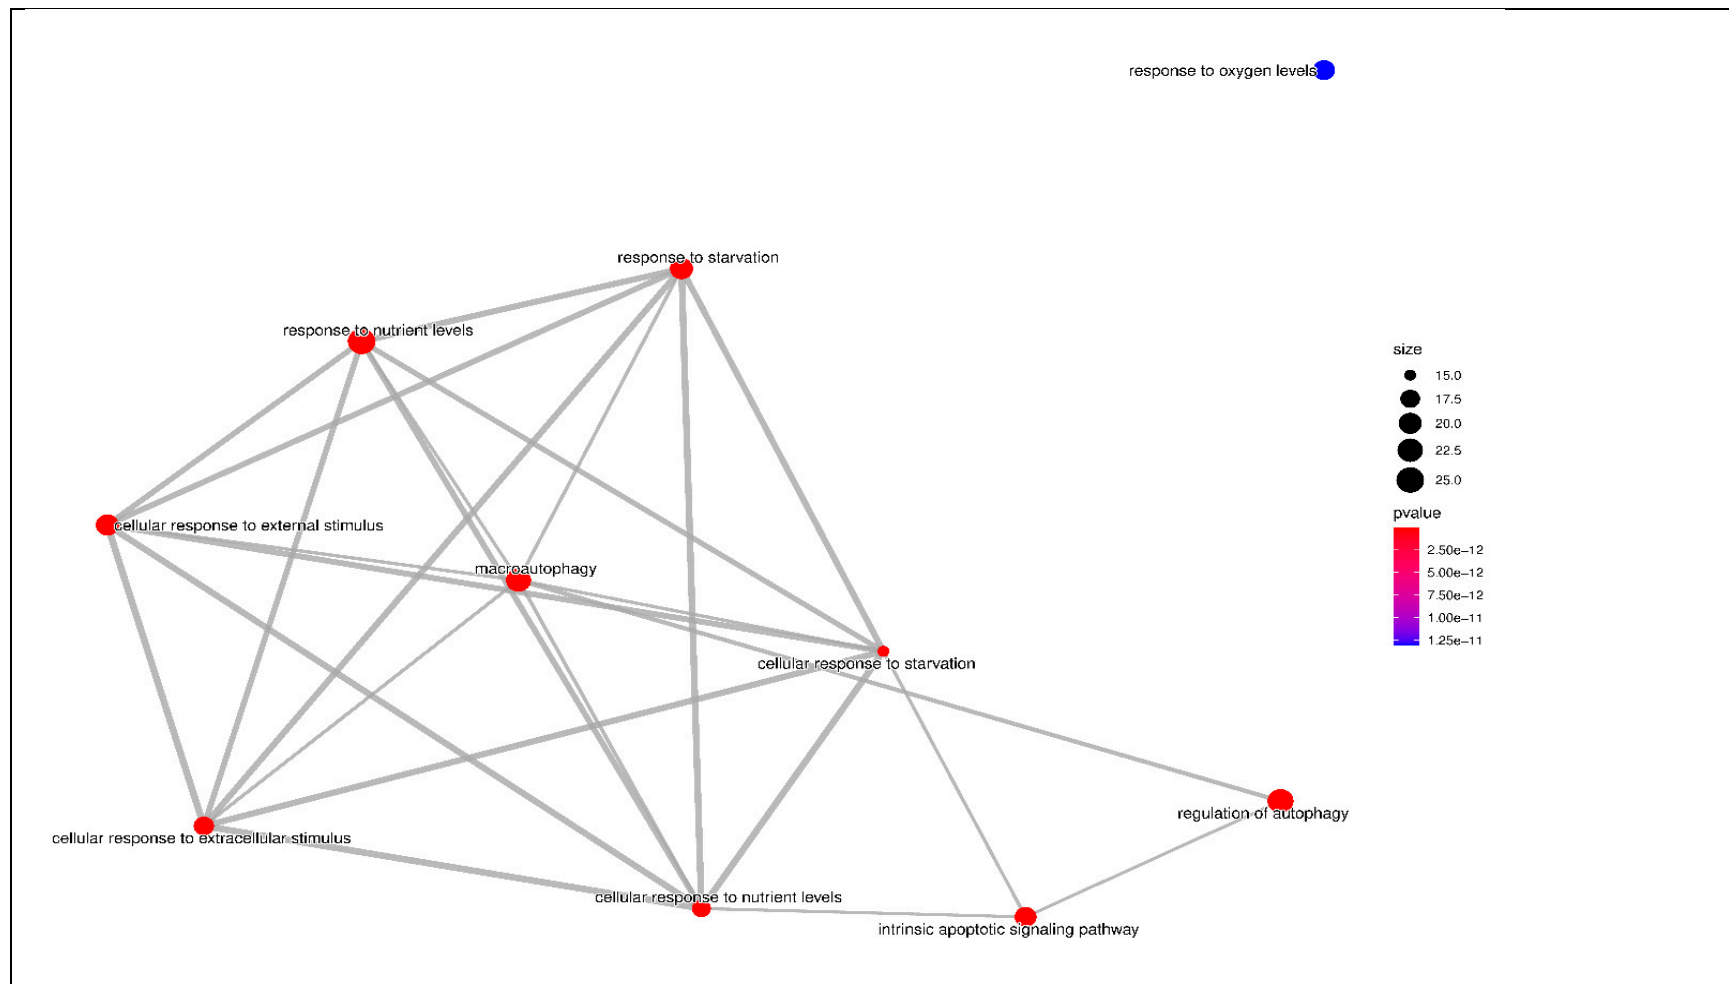 response to oxygen levels
response to starvation
response to nutrient levels
size
15.0
17.5
20.0
22.5
25.0
pvalue
2.50e−12
5.00e−12
7.50e−12
1.00e−11
1.25e−11
cellular response to external stimulus
macroautophagy
cellular response to starvation
regulation of autophagy
cellular response to extracellular stimulus
cellular response to nutrient levels
intrinsic apoptotic signaling pathway